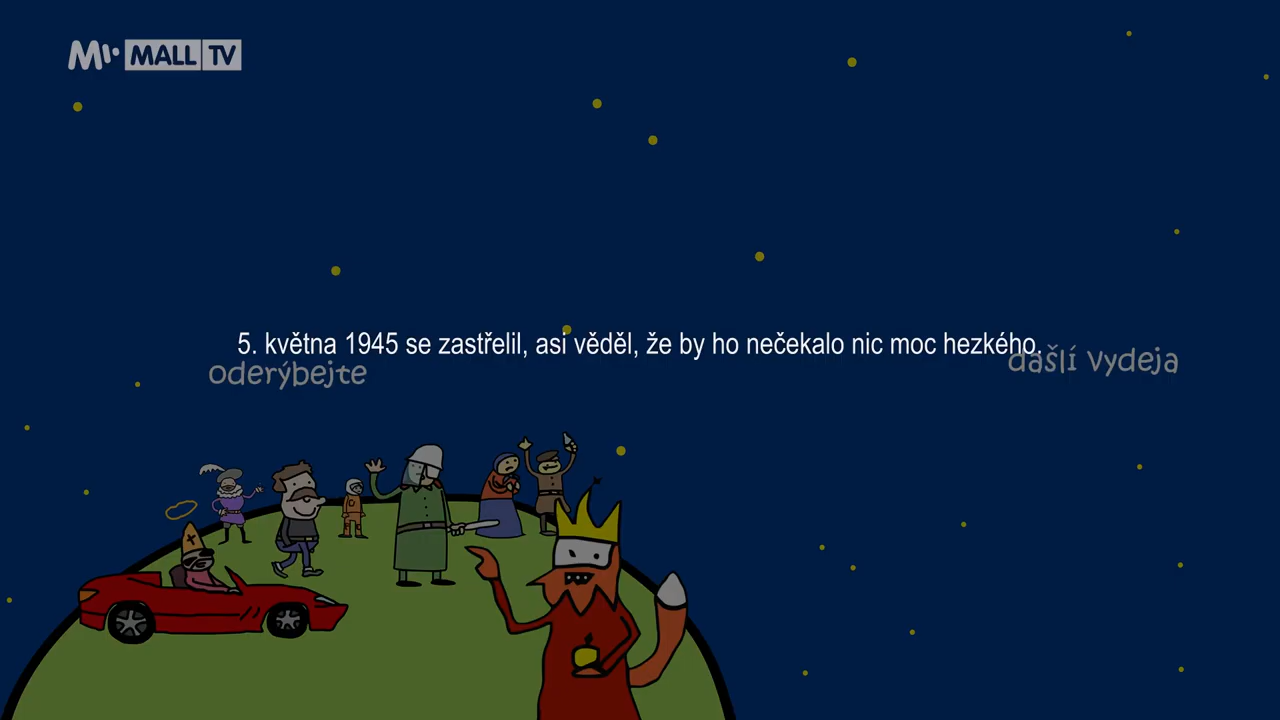 MALL TV
5. května 1945 se zastřelil, asi věděl, že by ho nečekalo nic moc hezkého.
oderýbejte
dašlí Vydeja